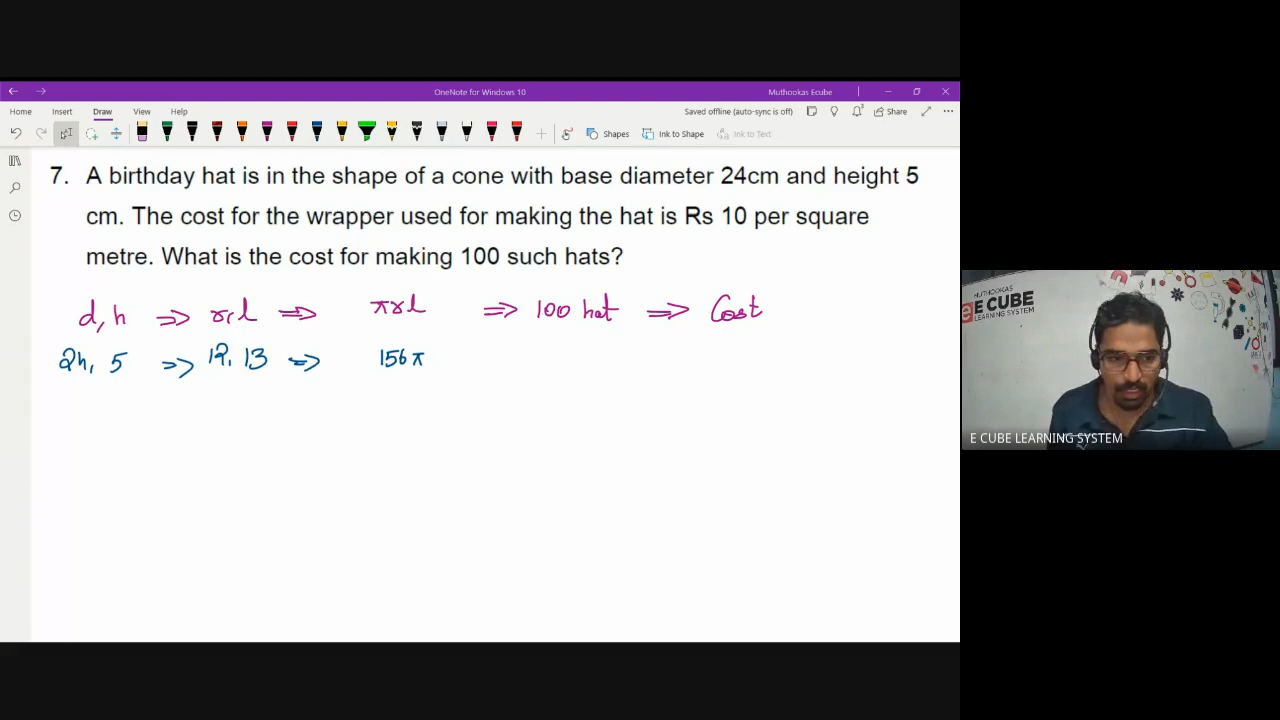 OneNote for Windows 10
Muthookas Ecube
Home Insert Draw View Help
Saved offline (auto-sync is off)
Share
Shapes
Ink to Shape
Ink to Text
7. A birthday hat is in the shape of a cone with base diameter 24cm and height 5
cm. The cost for the wrapper used for making the hat is Rs 10 per square
metre. What is the cost for making 100 such hats?
d, h => r, l => πrl => 100 hat => Cost
24, 5 => 12, 13 => 156π
MUTHOOKAS
e E CUBE
LEARNING SYSTEM
E CUBE LEARNING SYSTEM